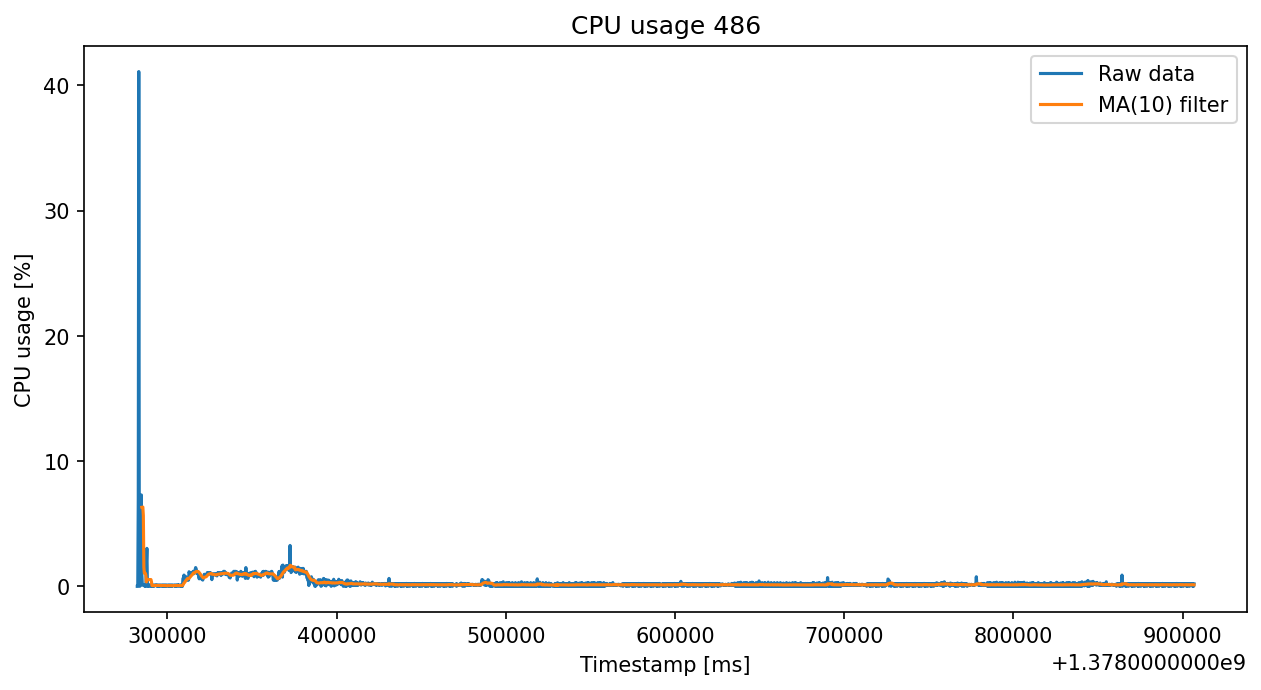 CPU usage 486
Raw data
MA(10) filter
CPU usage [%]
40
30
20
10
0
300000 400000 500000 600000 700000 800000 900000
Timestamp [ms]
+1.3780000000e9